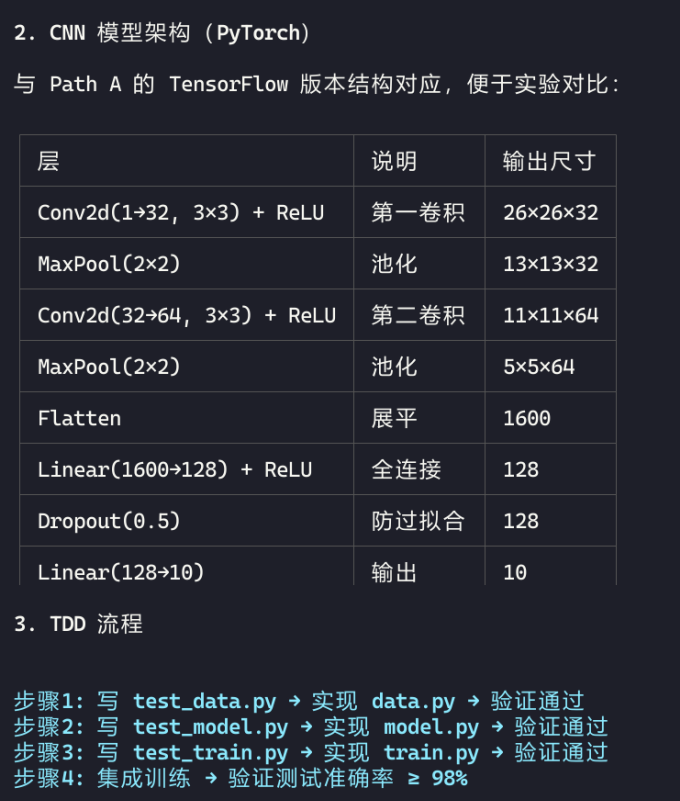 2. CNN 模型架构（PyTorch）
与 Path A 的 TensorFlow 版本结构对应，便于实验对比：
层 说明 输出尺寸
Conv2d(1→32, 3×3) + ReLU 第一卷积 26×26×32
MaxPool(2×2) 池化 13×13×32
Conv2d(32→64, 3×3) + ReLU 第二卷积 11×11×64
MaxPool(2×2) 池化 5×5×64
Flatten 展平 1600
Linear(1600→128) + ReLU 全连接 128
Dropout(0.5) 防过拟合 128
Linear(128→10) 输出 10
3. TDD 流程
步骤1: 写 test_data.py → 实现 data.py → 验证通过
步骤2: 写 test_model.py → 实现 model.py → 验证通过
步骤3: 写 test_train.py → 实现 train.py → 验证通过
步骤4: 集成训练 → 验证测试准确率 ≥ 98%